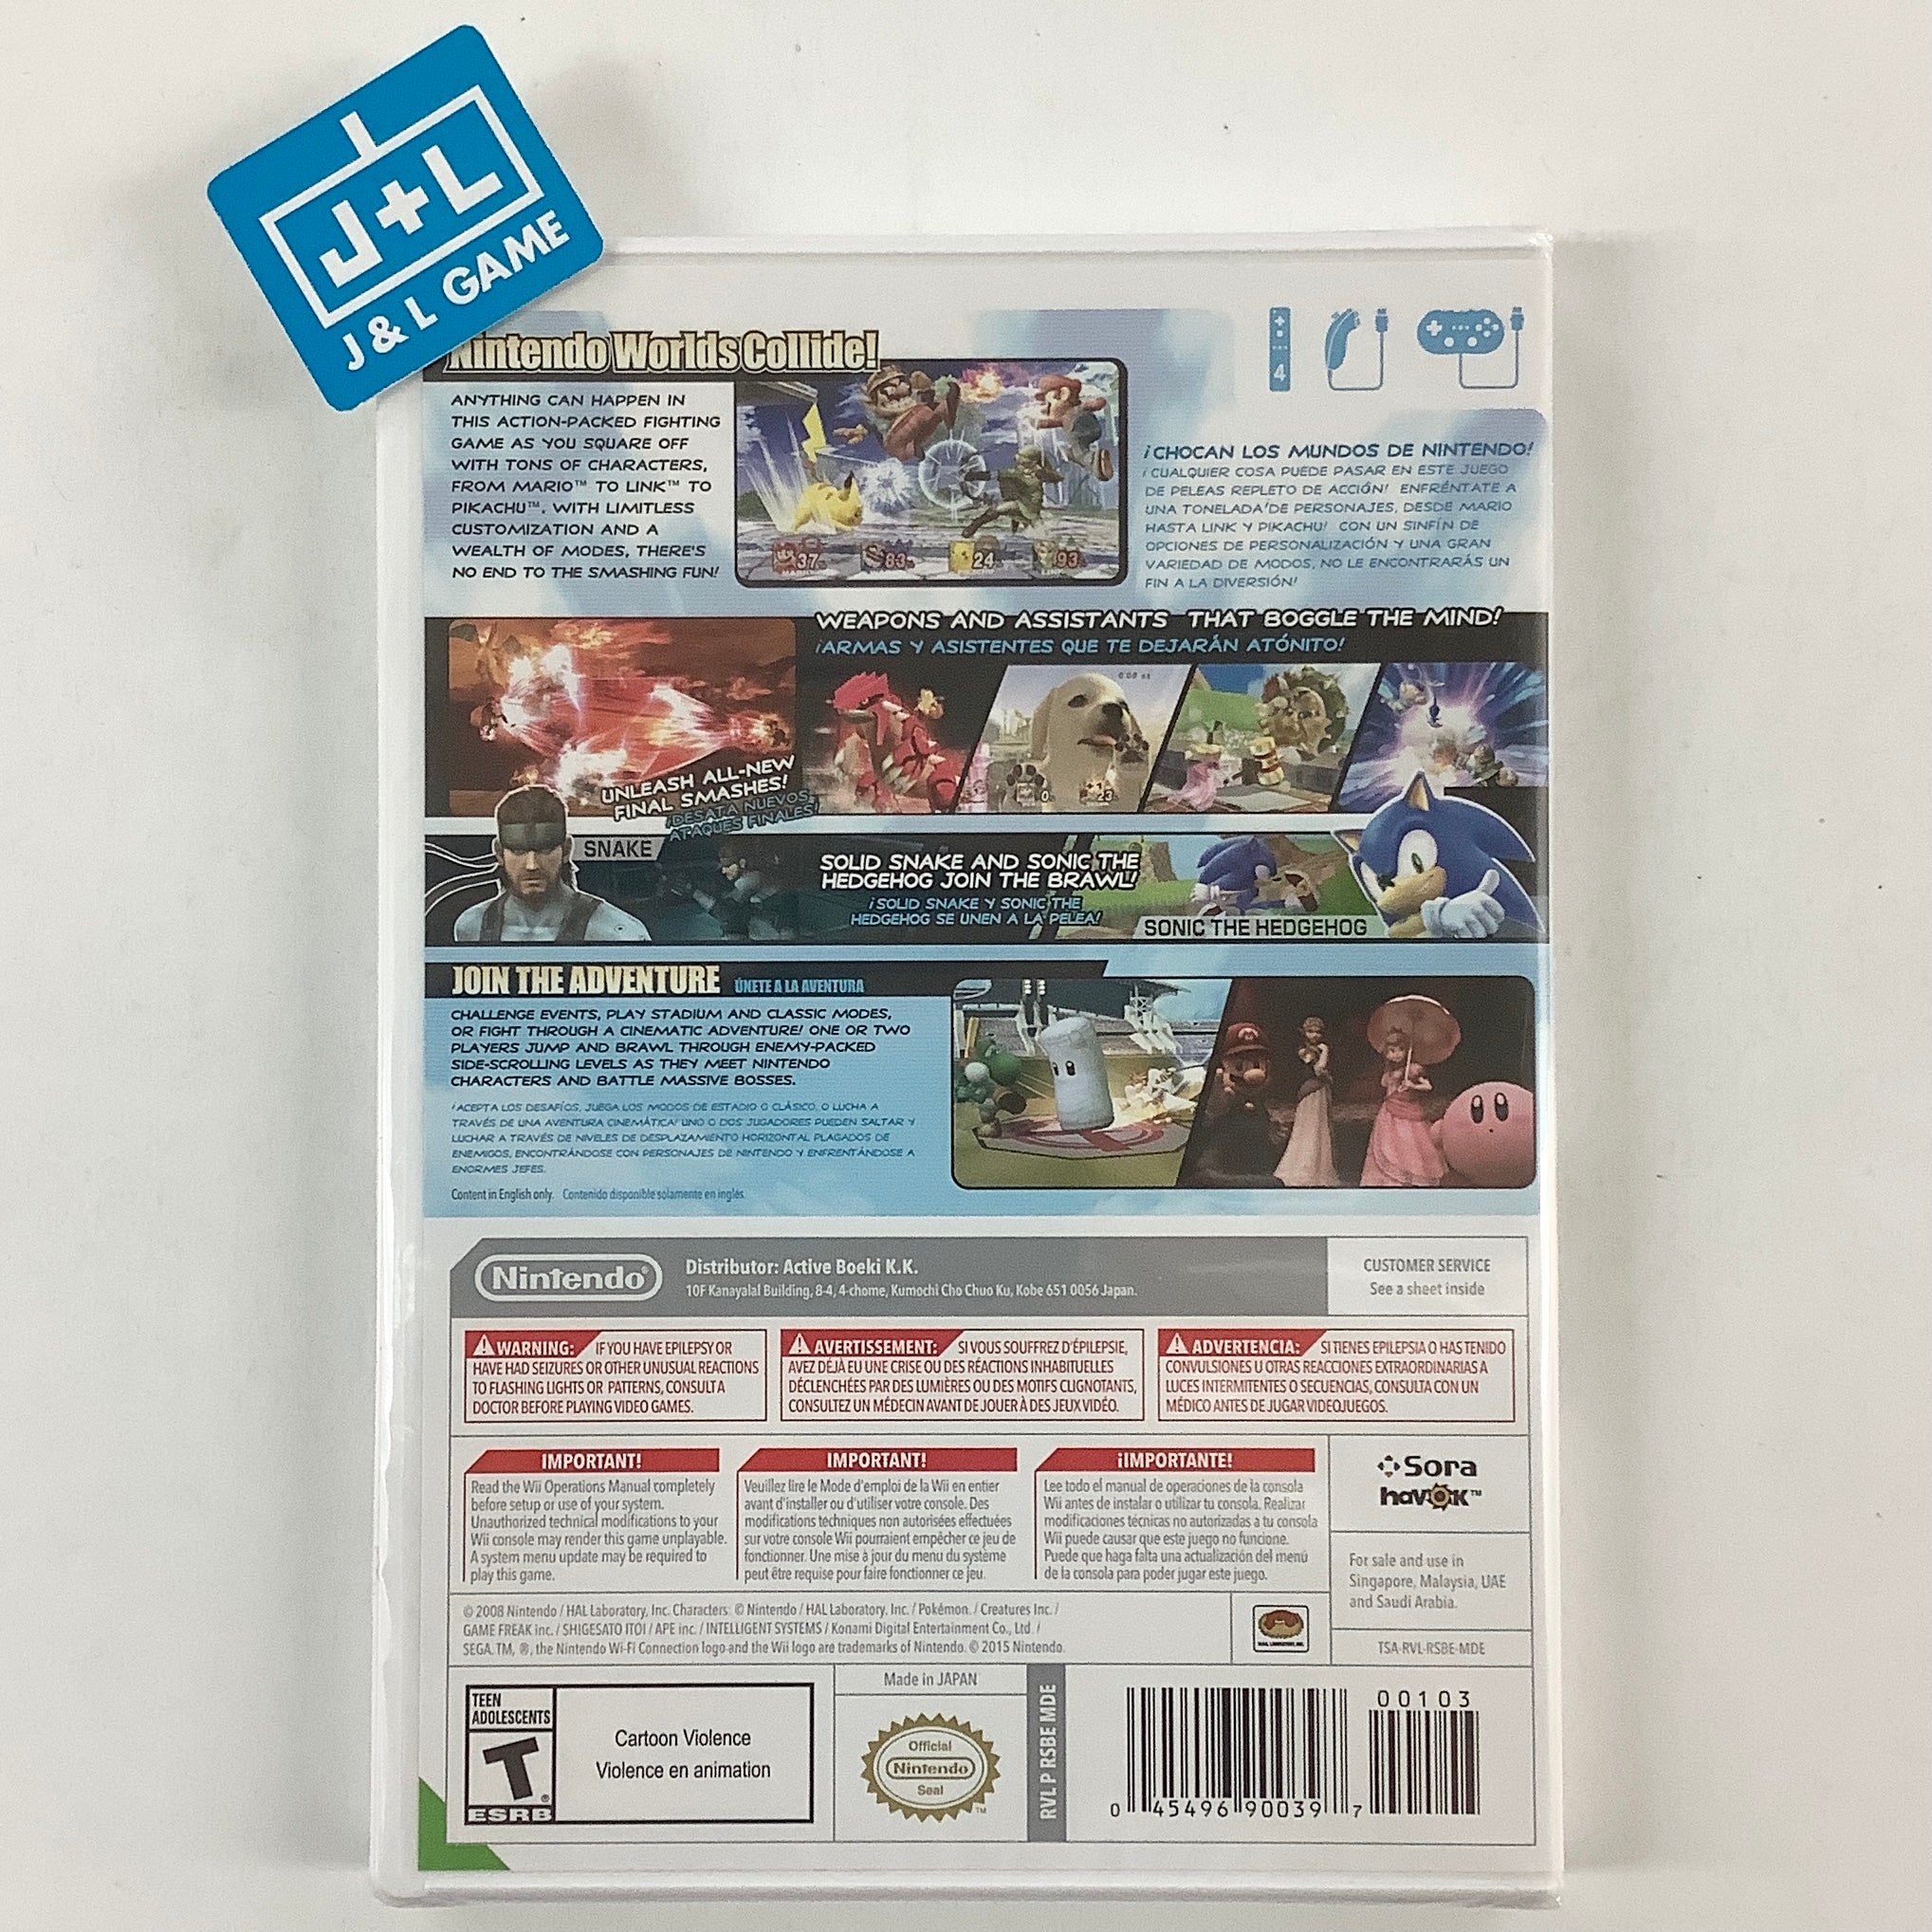 J+L
J & L GAME
Nintendo Worlds Collide!
ANYTHING CAN HAPPEN IN
THIS ACTION-PACKED FIGHTING
GAME AS YOU SQUARE OFF
WITH TONS OF CHARACTERS,
FROM MARIO™ TO LINK™ TO
PIKACHU™. WITH LIMITLESS
CUSTOMIZATION AND A
WEALTH OF MODES, THERE'S
NO END TO THE SMASHING FUN!
37
83
24
93
4
¡CHOCAN LOS MUNDOS DE NINTENDO!
¡CUALQUIER COSA PUEDE PASAR EN ESTE JUEGO
DE PELEAS REPLETO DE ACCIÓN! ENFRÉNTATE A
UNA TONELADA DE PERSONAJES, DESDE MARIO
HASTA LINK Y PIKACHU! CON UN SINFÍN DE
OPCIONES DE PERSONALIZACIÓN Y UNA GRAN
VARIEDAD DE MODOS, NO LE ENCONTRARÁS UN
FIN A LA DIVERSIÓN!
WEAPONS AND ASSISTANTS THAT BOGGLE THE MIND!
¡ARMAS Y ASISTENTES QUE TE DEJARÁN ATÓNITO!
UNLEASH ALL-NEW
FINAL SMASHES!
¡DESATA NUEVOS
ATAQUES FINALES!
SNAKE
SOLID SNAKE AND SONIC THE
HEDGEHOG JOIN THE BRAWL!
¡SOLID SNAKE Y SONIC THE
HEDGEHOG SE UNEN A LA PELEA!
SONIC THE HEDGEHOG
JOIN THE ADVENTURE ÚNETE A LA AVENTURA
CHALLENGE EVENTS, PLAY STADIUM AND CLASSIC MODES,
OR FIGHT THROUGH A CINEMATIC ADVENTURE! ONE OR TWO
PLAYERS JUMP AND BRAWL THROUGH ENEMY-PACKED
SIDE-SCROLLING LEVELS AS THEY MEET NINTENDO
CHARACTERS AND BATTLE MASSIVE BOSSES.
¡ACEPTA LOS DESAFÍOS, JUEGA LOS MODOS DE ESTADIO O CLÁSICO, O LUCHA A
TRAVÉS DE UNA AVENTURA CINEMÁTICA! UNO O DOS JUGADORES PUEDEN SALTAR Y
LUCHAR A TRAVÉS DE NIVELES DE DESPLAZAMIENTO HORIZONTAL PLAGADOS DE
ENEMIGOS, ENCONTRÁNDOSE CON PERSONAJES DE NINTENDO Y ENFRENTÁNDOSE A
ENORMES JEFES.
Content in English only. Contenido disponible solamente en inglés.
Nintendo®
Distributor: Active Boeki K.K.
10F Kanayalal Building, 8-4, 4-chome, Kumochi Cho Chuo Ku, Kobe 651 0056 Japan.
CUSTOMER SERVICE
See a sheet inside
WARNING: IF YOU HAVE EPILEPSY OR
HAVE HAD SEIZURES OR OTHER UNUSUAL REACTIONS
TO FLASHING LIGHTS OR PATTERNS, CONSULT A
DOCTOR BEFORE PLAYING VIDEO GAMES.
AVERTISSEMENT: SI VOUS SOUFFREZ D'ÉPILEPSIE,
AVEZ DÉJÀ EU UNE CRISE OU DES RÉACTIONS INHABITUELLES
DÉCLENCHÉES PAR DES LUMIÈRES OU DES MOTIFS CLIGNOTANTS,
CONSULTEZ UN MÉDECIN AVANT DE JOUER À DES JEUX VIDÉO.
ADVERTENCIA: SI TIENES EPILEPSIA O HAS TENIDO
CONVULSIONES U OTRAS REACCIONES EXTRAORDINARIAS A
LUCES INTERMITENTES O SECUENCIAS, CONSULTA CON UN
MÉDICO ANTES DE JUGAR VIDEOJUEGOS.
IMPORTANT!
Read the Wii Operations Manual completely
before setup or use of your system.
Unauthorized technical modifications to your
Wii console may render this game unplayable.
A system menu update may be required to
play this game.
IMPORTANT!
Veuillez lire le Mode d'emploi de la Wii en entier
avant d'installer ou d'utiliser votre console. Des
modifications techniques non autorisées effectuées
sur votre console Wii pourraient empêcher ce jeu de
fonctionner. Une mise à jour du menu du système
peut être requise pour faire fonctionner ce jeu.
¡IMPORTANTE!
Lee todo el manual de operaciones de la consola
Wii antes de instalar o utilizar tu consola. Realizar
modificaciones técnicas no autorizadas a tu consola
Wii puede causar que este juego no funcione.
Puede que haga falta una actualización del menú
de la consola para poder jugar este juego.
Sora
havok™
For sale and use in
Singapore, Malaysia, UAE
and Saudi Arabia.
TSA-RVL-RSBE-MDE
© 2008 Nintendo / HAL Laboratory, Inc. Characters: © Nintendo / HAL Laboratory, Inc. / Pokémon. / Creatures Inc. /
GAME FREAK inc. / SHIGESATO ITOI / APE inc. / INTELLIGENT SYSTEMS / Konami Digital Entertainment Co., Ltd. /
SEGA. TM, ®, the Nintendo Wi-Fi Connection logo and the Wii logo are trademarks of Nintendo. © 2015 Nintendo.
HAL LABORATORY, INC.
TEEN
ADOLESCENTS
T
ESRB
Cartoon Violence
Violence en animation
Made in JAPAN
Official
Nintendo
Seal
™
RVL P RSBE MDE
00103
0 45496 90039 7